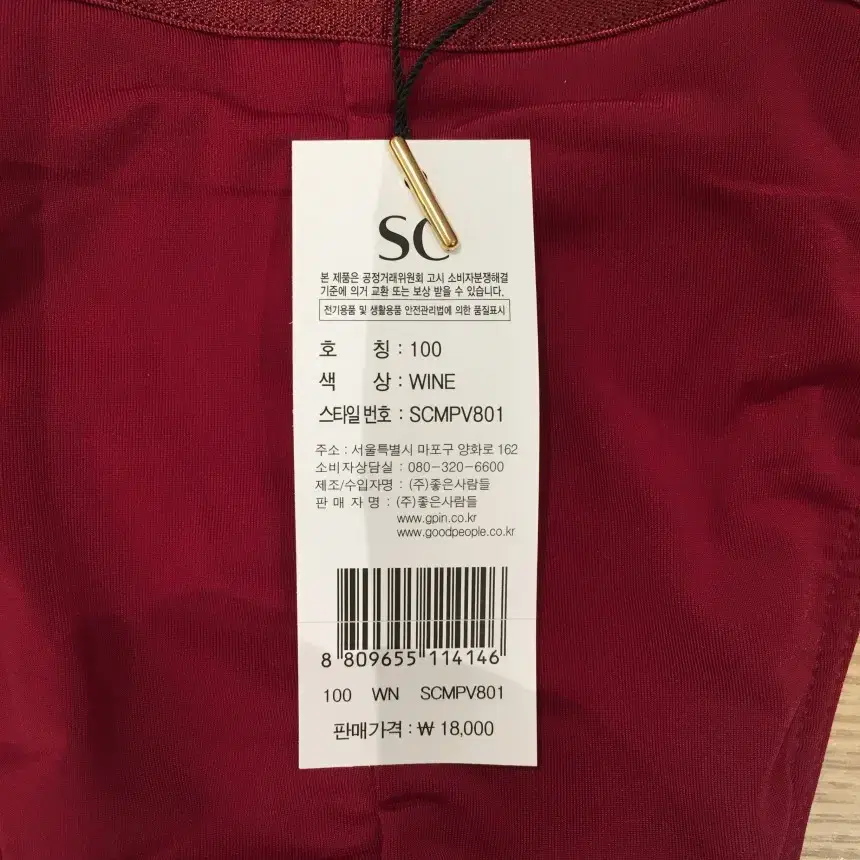 SC
본 제품은 공정거래위원회 고시 소비자분쟁해결
기준에 의거 교환 또는 보상 받을 수 있습니다.
전기용품 및 생활용품 안전관리법에 의한 품질표시
호 칭 : 100
색 상 : WINE
스타일 번호 : SCMPV801
주소 : 서울특별시 마포구 양화로 162
소비자상담실 : 080-320-6600
제조/수입자명 : (주)좋은사람들
판 매 자 명 : (주)좋은사람들
www.gpin.co.kr
www.goodpeople.co.kr
8 809655 114146
100 WN SCMPV801
판매가격 : ₩ 18,000